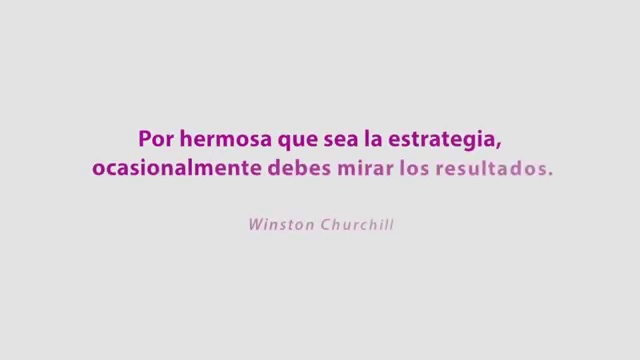 Por hermosa que sea la estrategia,
ocasionalmente debes mirar los resultados.
Winston Churchill